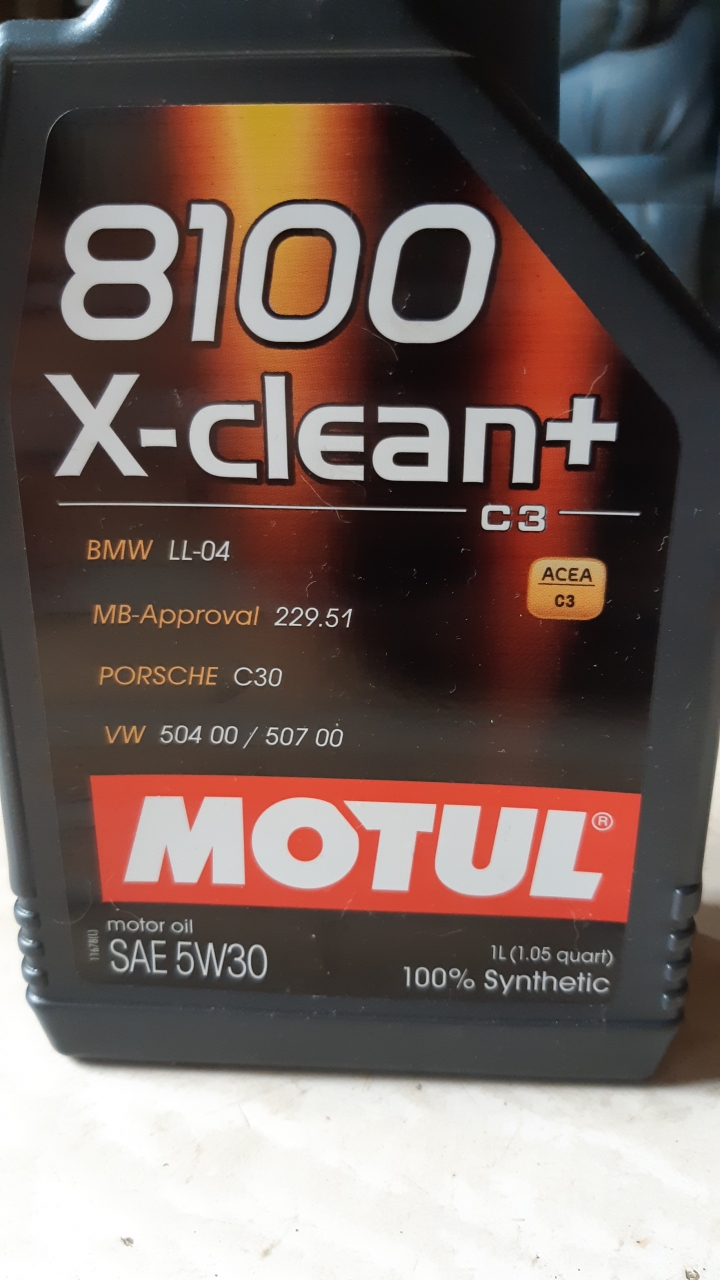 8100
X-clean+
C3
BMW LL-04
ACEA
C3
MB-Approval 229.51
PORSCHE C30
VW 504 00 / 507 00
MOTUL®
motor oil
SAE 5W30
1L (1.05 quart)
100% Synthetic